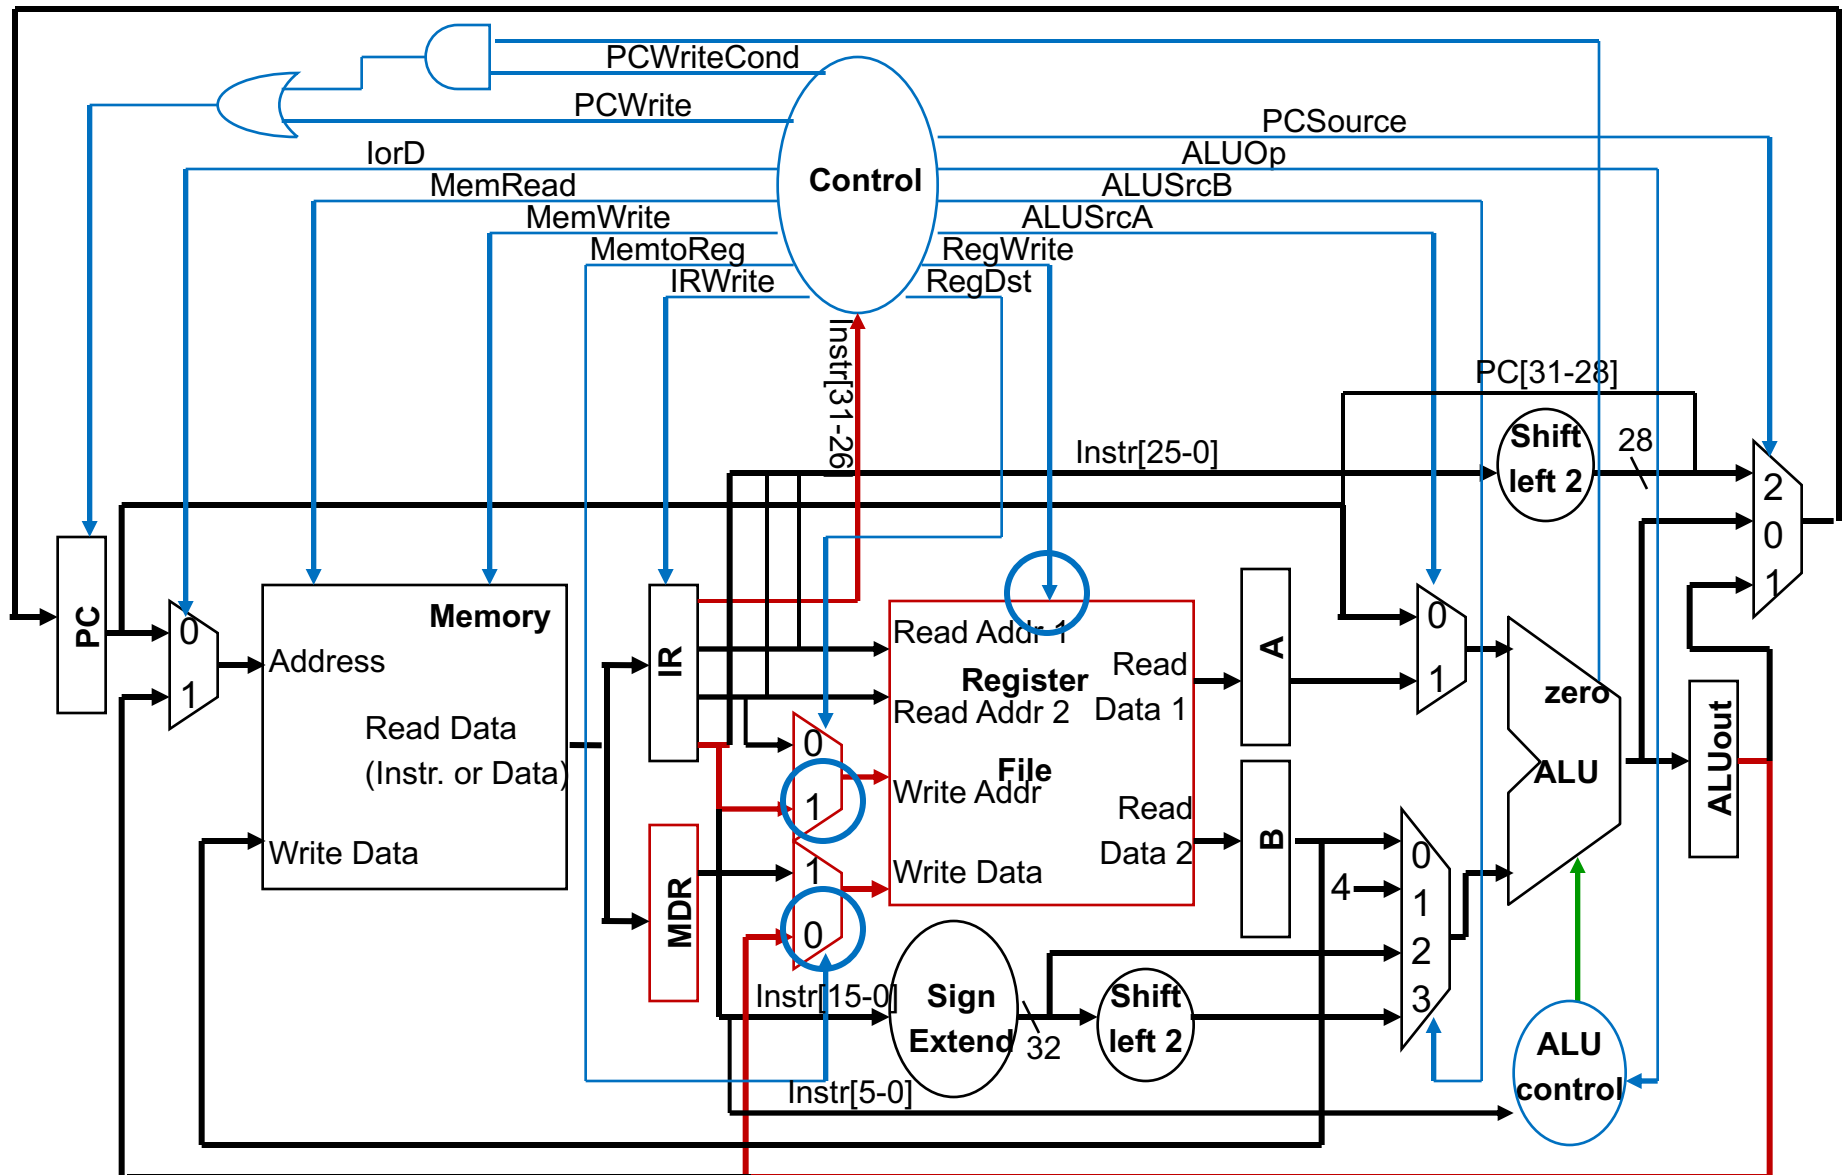 PCWriteCond
PCWrite
PCSource
IorD
ALUOp
Control
MemRead
ALUSrcB
MemWrite
ALUSrcA
MemtoReg
RegWrite
IRWrite
RegDst
Instr[31-26]
PC[31-28]
Shift
left 2
28
Instr[25-0]
2
0
1
PC
0
1
Memory
Address
Read Data
(Instr. or Data)
Write Data
IR
MDR
0
1
1
0
Read Addr 1
Register
Read Addr 2
File
Write Addr
Write Data
Read
Data 1
Read
Data 2
A
B
0
1
4
0
1
2
3
zero
ALU
ALUout
Instr[15-0]
Sign
Extend
32
Shift
left 2
Instr[5-0]
ALU
control